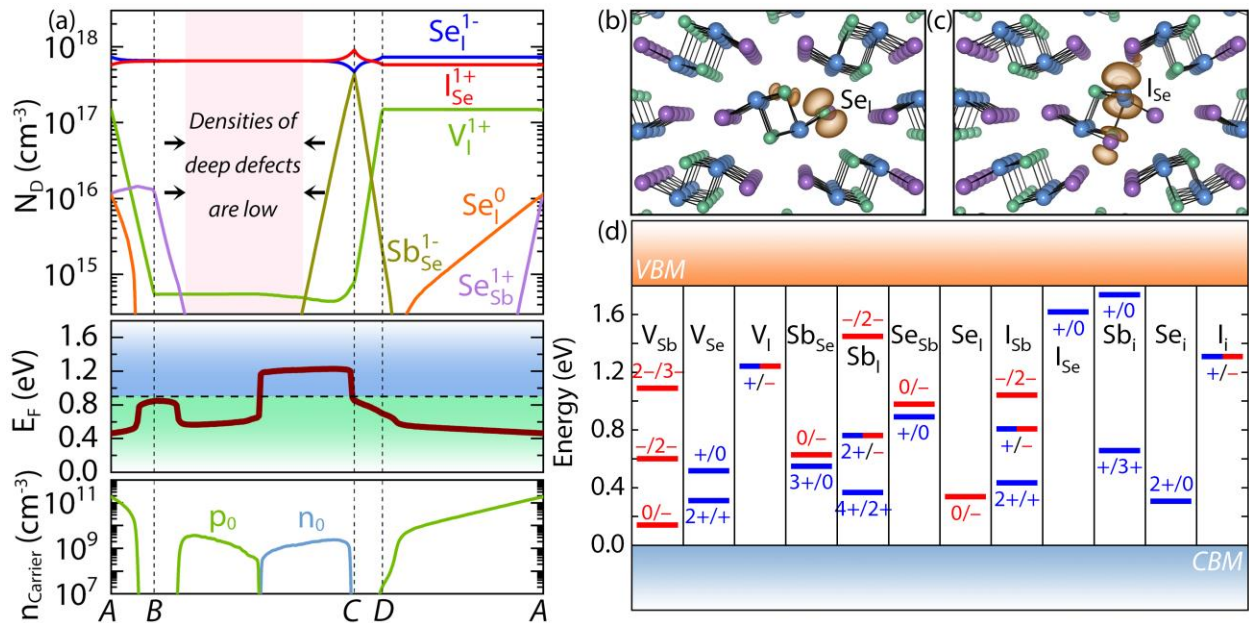 (a)
10^18
10^17
10^16
10^15
N_D (cm^-3)
Se_I^1-
I_Se^1+
V_I^1+
Densities of
deep defects
are low
Se_I^0
Sb_Se^1-
Se_Sb^1+
1.6
1.2
0.8
0.4
0.0
E_F (eV)
10^11
10^9
10^7
n_Carrier (cm^-3)
p_0
n_0
A B C D A
(b)
Se_I
(c)
I_Se
(d)
VBM
1.6
1.2
0.8
0.4
0.0
Energy (eV)
V_Sb
2-/3-
-/2-
0/-
V_Se
+/0
2+/+
V_I
+/-
Sb_Se
0/-
3+/0
-/2-
Sb_I
2+/-
4+/2+
Se_Sb
0/-
+/0
Se_I
0/-
I_Sb
-/2-
+/-
2+/+
+/0
I_Se
+/0
Sb_i
+/3+
Se_i
2+/0
I_i
+/-
CBM